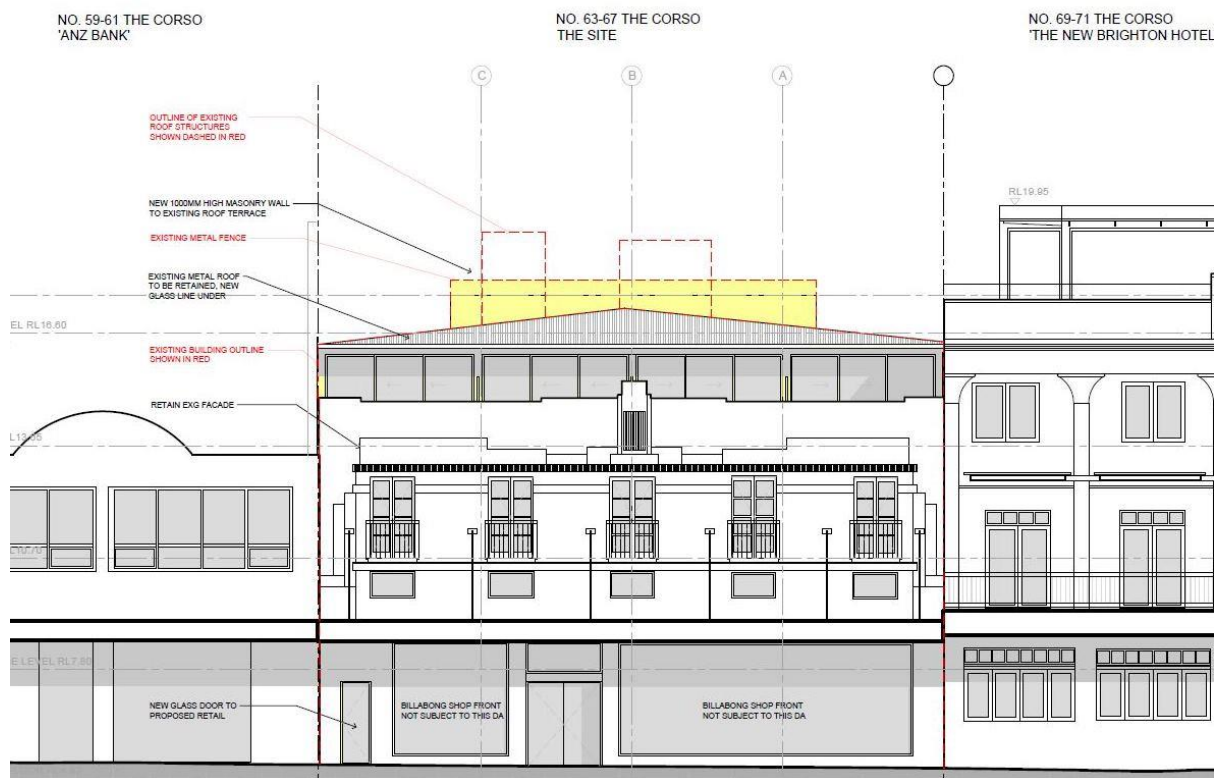 NO. 59-61 THE CORSO
'ANZ BANK'
NO. 63-67 THE CORSO
THE SITE
NO. 69-71 THE CORSO
'THE NEW BRIGHTON HOTEL
C
B
A
OUTLINE OF EXISTING
ROOF STRUCTURES
SHOWN DASHED IN RED
NEW 1000MM HIGH MASONRY WALL
TO EXISTING ROOF TERRACE
EXISTING METAL FENCE
EXISTING METAL ROOF
TO BE RETAINED, NEW
GLASS LINE UNDER
RL19.95
EL RL16.60
EXISTING BUILDING OUTLINE
SHOWN IN RED
RETAIN EXG FACADE
E LEVEL RL7.80
NEW GLASS DOOR TO
PROPOSED RETAIL
BILLABONG SHOP FRONT
NOT SUBJECT TO THIS DA
BILLABONG SHOP FRONT
NOT SUBJECT TO THIS DA